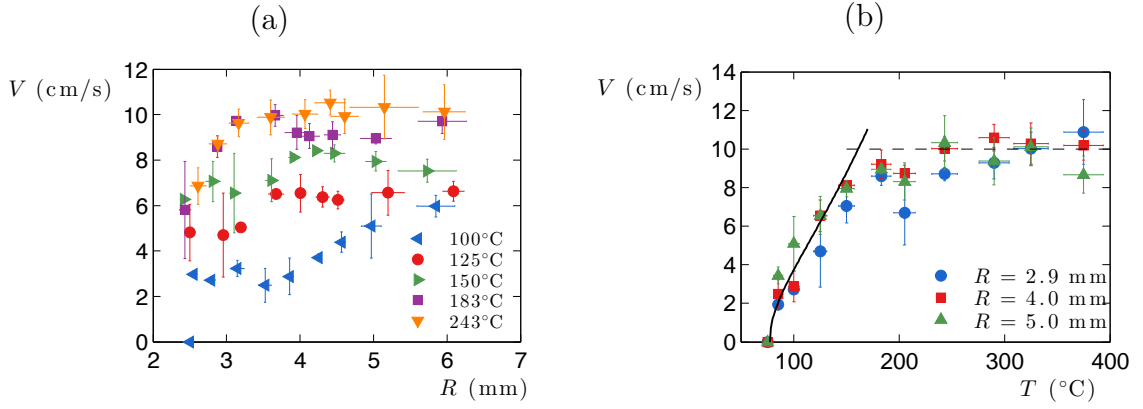 (a)
V (cm/s)
12
10
8
6
4
2
0
2
3
4
5
6
7
R (mm)
100°C
125°C
150°C
183°C
243°C
(b)
V (cm/s)
14
12
10
8
6
4
2
0
100
200
300
400
T (°C)
R = 2.9 mm
R = 4.0 mm
R = 5.0 mm